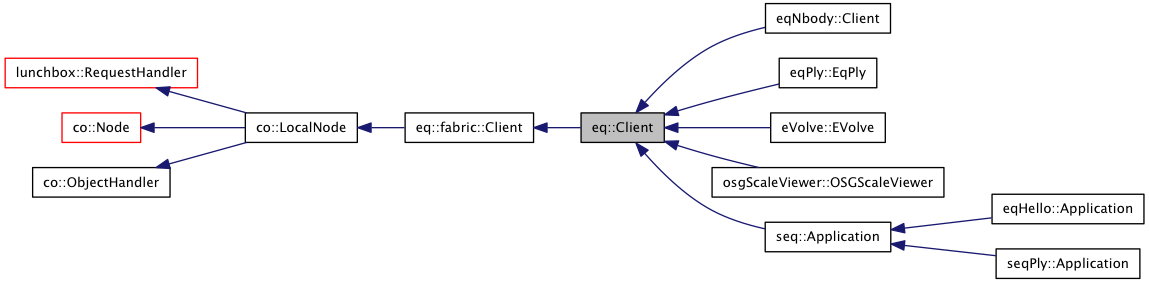 eqNbody::Client
lunchbox::RequestHandler
eqPly::EqPly
co::Node
co::LocalNode
eq::fabric::Client
eq::Client
eVolve::EVolve
co::ObjectHandler
osgScaleViewer::OSGScaleViewer
eqHello::Application
seq::Application
seqPly::Application